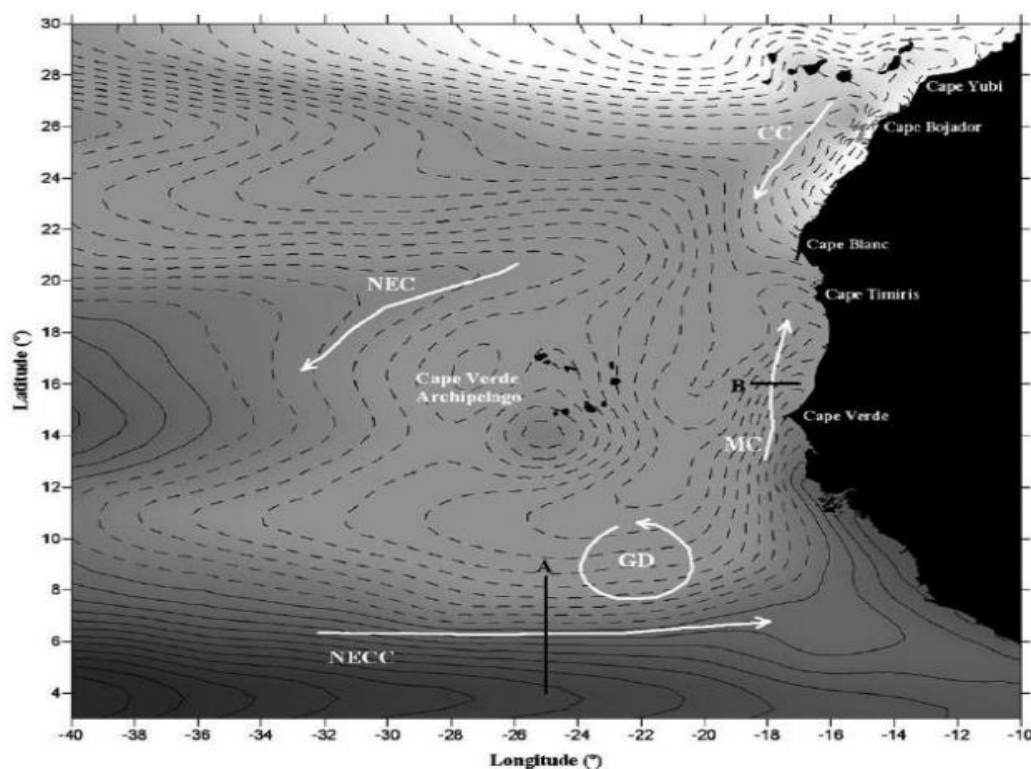 30
28
26
24
22
20
18
16
14
12
10
8
6
4
Latitude (°)
CC
Cape Yubi
Cape Bojador
Cape Blanc
NEC
Cape Timiris
Cape Verde
Archipelago
B
Cape Verde
MC
A
GD
NECC
-40 -38 -36 -34 -32 -30 -28 -26 -24 -22 -20 -18 -16 -14 -12 -10
Longitude (°)